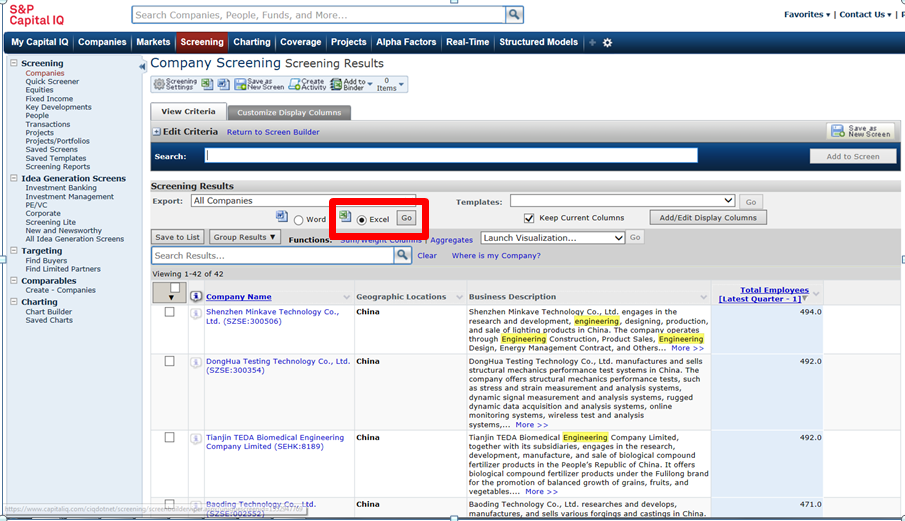 S&P
Capital IQ
Search Companies, People, Funds, and More...
Favorites ▾ | Contact Us ▾ |
My Capital IQ Companies Markets Screening Charting Coverage Projects Alpha Factors Real-Time Structured Models
Screening
Companies
Quick Screener
Equities
Fixed Income
Key Developments
People
Transactions
Projects
Projects/Portfolios
Saved Screens
Saved Templates
Screening Reports
Idea Generation Screens
Investment Banking
Investment Management
PE/VC
Corporate
Screening Lite
New and Newsworthy
All Idea Generation Screens
Targeting
Find Buyers
Find Limited Partners
Comparables
Create - Companies
Charting
Chart Builder
Saved Charts
Company Screening Screening Results
Screening Settings
Save as New Screen
Create Activity
Add to Binder
0 Items
View Criteria
Customize Display Columns
Edit Criteria Return to Screen Builder
Save as New Screen
Search:
Add to Screen
Screening Results
Export: All Companies
Templates:
Go
Word
Excel
Go
Keep Current Columns
Add/Edit Display Columns
Save to List
Group Results ▼
Functions: Sum/Weight Columns | Aggregates
Launch Visualization...
Go
Search Results...
Clear
Where is my Company?
Viewing 1-42 of 42
Company Name
Geographic Locations
Business Description
Total Employees
[Latest Quarter - 1]
Shenzhen Minkave Technology Co.,
Ltd. (SZSE:300506)
China
Shenzhen Minkave Technology Co., Ltd. engages in the
research and development, engineering, designing, production,
and sale of lighting products in China. The company operates
through Engineering Construction, Product Sales, Engineering
Design, Energy Management Contract, and Others... More >>
494.0
DongHua Testing Technology Co., Ltd.
(SZSE:300354)
China
DongHua Testing Technology Co., Ltd. manufactures and sells
structural mechanics performance test systems in China. The
company offers structural mechanics performance tests, such
as stress and strain measurement and analysis systems,
dynamic signal measurement and analysis systems, rugged
dynamic data acquisition and analysis systems, online
monitoring systems, wireless test and analysis
systems,... More >>
492.0
Tianjin TEDA Biomedical Engineering
Company Limited (SEHK:8189)
China
Tianjin TEDA Biomedical Engineering Company Limited,
together with its subsidiaries, engages in the research,
development, manufacture, and sale of biological compound
fertilizer products in the People's Republic of China. It offers
biological compound fertilizer products under the Fulilong brand
for the promotion of balanced growth of grains, fruits, and
vegetables.... More >>
492.0
Baoding Technology Co., Ltd.
(SZSE:002552)
China
Baoding Technology Co., Ltd. researches and develops,
manufactures, and sells various forgings and castings in China.
471.0